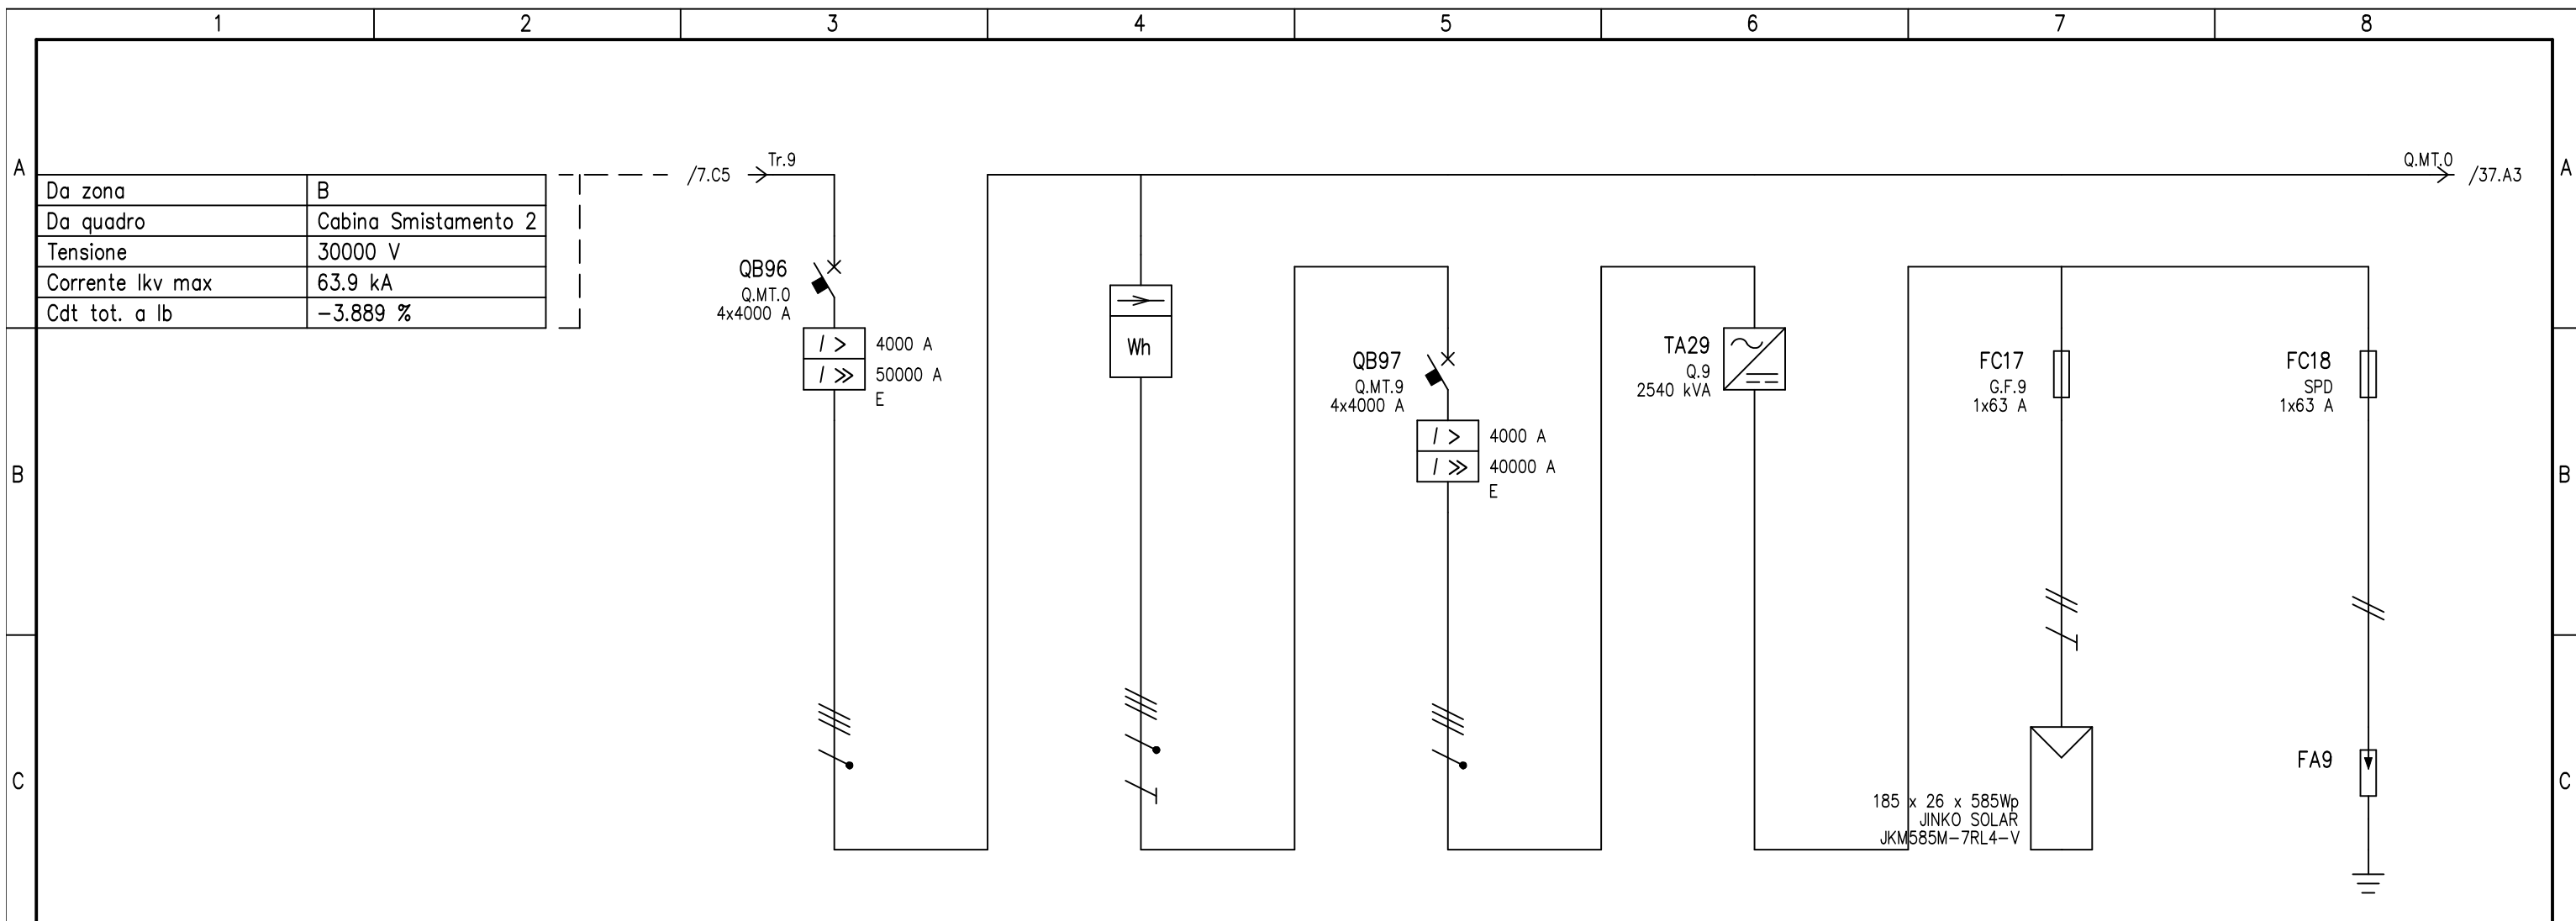 1 2 3 4 5 6 7 8
A A
Tr.9
/7.C5
Q.MT.0
/37.A3
Da zona B
Da quadro Cabina Smistamento 2
Tensione 30000 V
Corrente Ikv max 63.9 kA
Cdt tot. a Ib -3.889 %
QB96
Q.MT.0
4x4000 A
I > 4000 A
I >> 50000 A
E
Wh
QB97
Q.MT.9
4x4000 A
I > 4000 A
I >> 40000 A
E
TA29
Q.9
2540 kVA
FC17
G.F.9
1x63 A
FC18
SPD
1x63 A
B B
C C
185 x 26 x 585Wp
JINKO SOLAR
JKM585M-7RL4-V
FA9